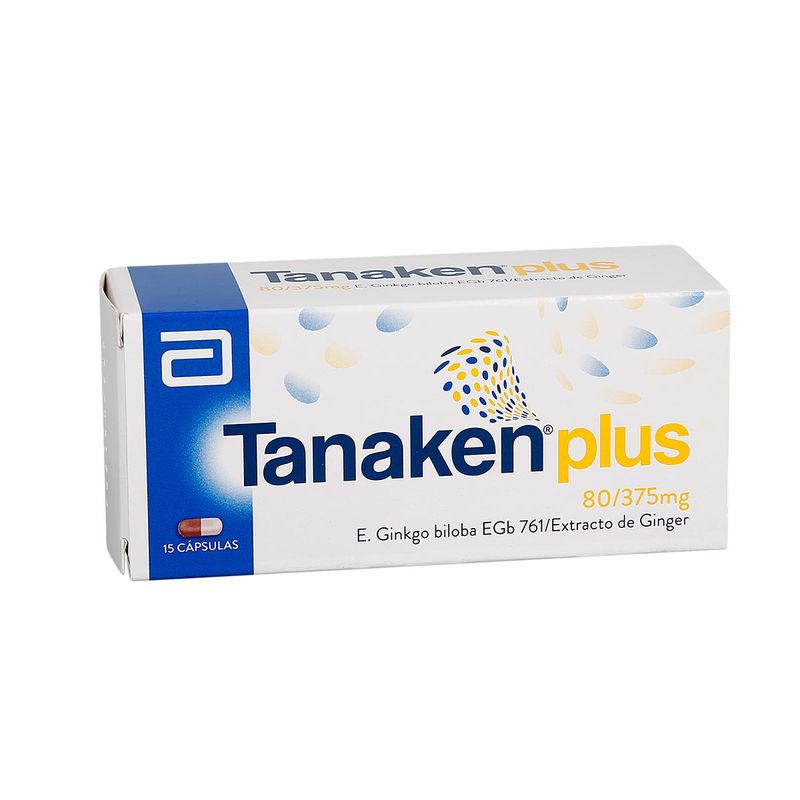 Tanaken plus
80/375mg E. Ginkgo biloba EGb 761/Extracto de Ginger
Tanaken® plus
80/375mg
E. Ginkgo biloba EGb 761/Extracto de Ginger
15 CÁPSULAS